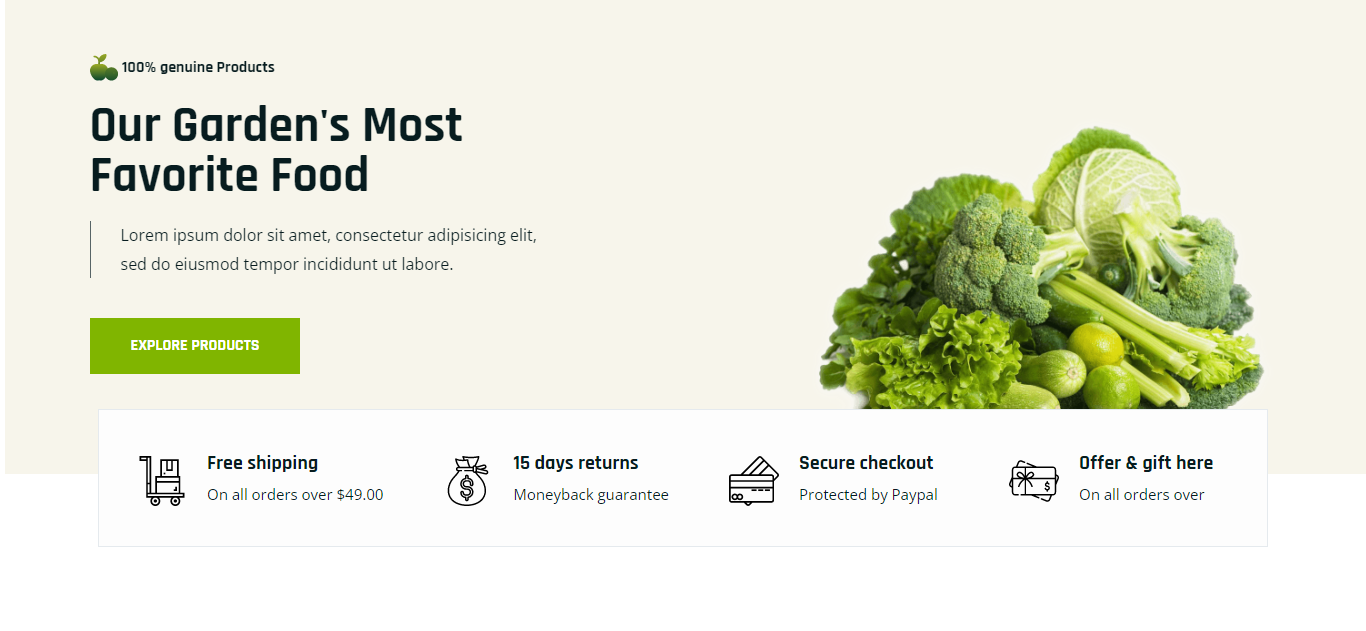 100% genuine Products
Our Garden's Most
Favorite Food
Lorem ipsum dolor sit amet, consectetur adipisicing elit,
sed do eiusmod tempor incididunt ut labore.
EXPLORE PRODUCTS
Free shipping
On all orders over $49.00
15 days returns
Moneyback guarantee
Secure checkout
Protected by Paypal
Offer & gift here
On all orders over